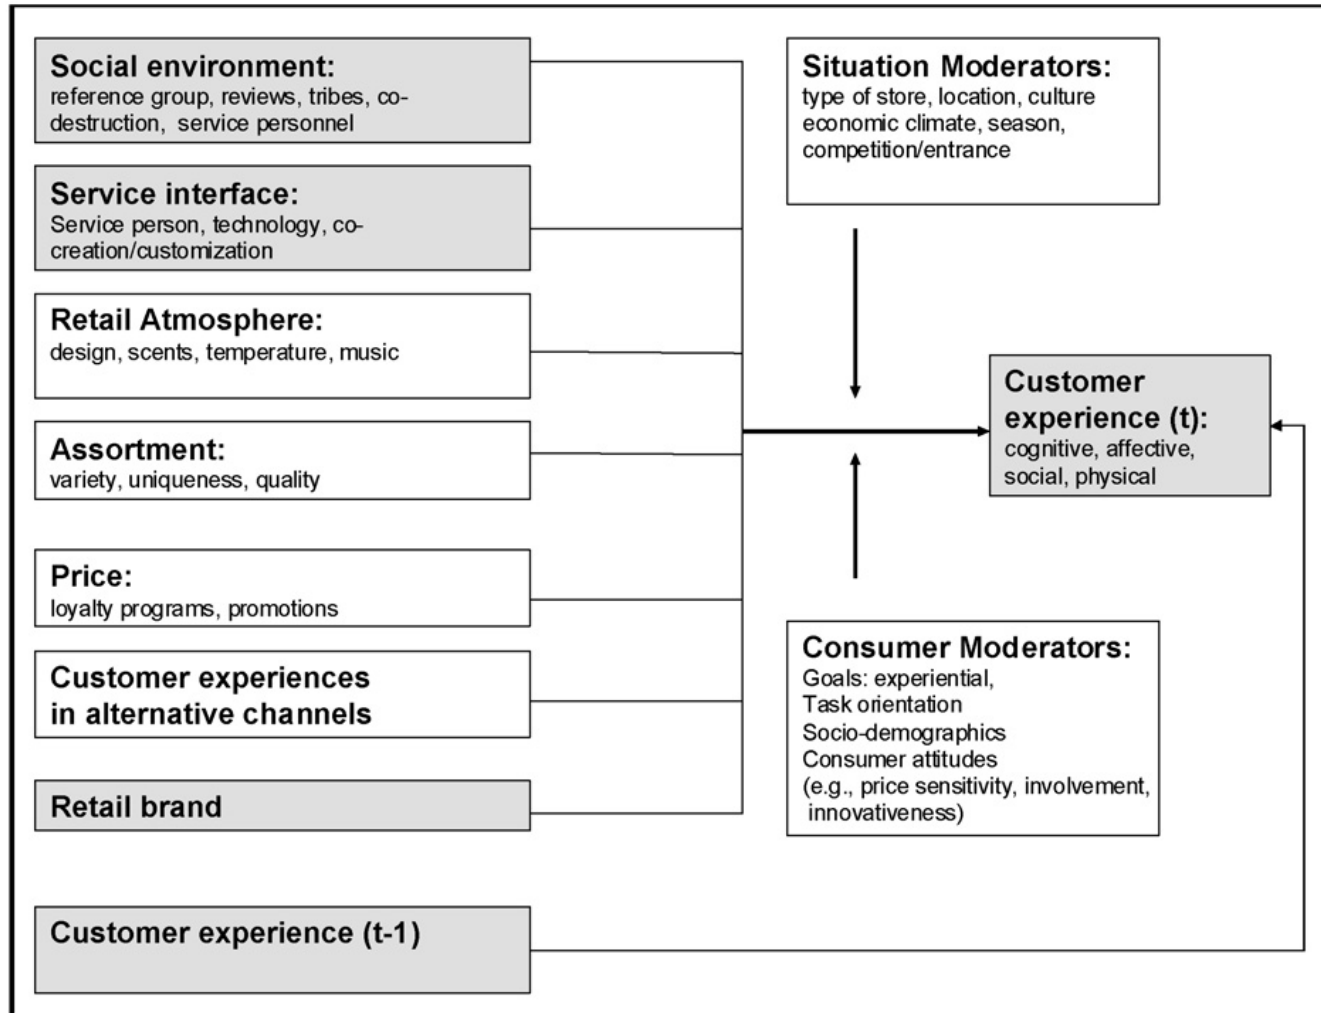 Social environment:
reference group, reviews, tribes, co-
destruction, service personnel
Service interface:
Service person, technology, co-
creation/customization
Retail Atmosphere:
design, scents, temperature, music
Assortment:
variety, uniqueness, quality
Price:
loyalty programs, promotions
Customer experiences
in alternative channels
Retail brand
Customer experience (t-1)
Situation Moderators:
type of store, location, culture
economic climate, season,
competition/entrance
Consumer Moderators:
Goals: experiential,
Task orientation
Socio-demographics
Consumer attitudes
(e.g., price sensitivity, involvement,
innovativeness)
Customer
experience (t):
cognitive, affective,
social, physical